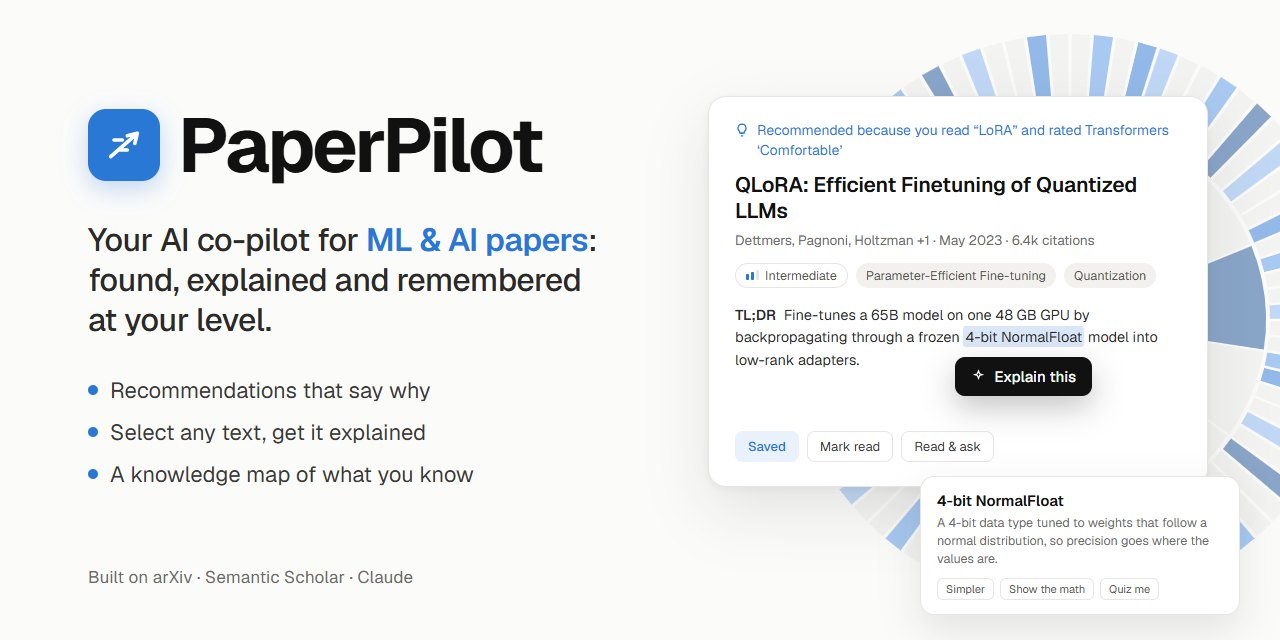 PaperPilot
Your AI co-pilot for ML & AI papers:
found, explained and remembered
at your level.
Recommendations that say why
Select any text, get it explained
A knowledge map of what you know
Built on arXiv · Semantic Scholar · Claude
Recommended because you read “LoRA” and rated Transformers
‘Comfortable’
QLoRA: Efficient Finetuning of Quantized
LLMs
Dettmers, Pagnoni, Holtzman +1 · May 2023 · 6.4k citations
Intermediate Parameter-Efficient Fine-tuning Quantization
TL;DR Fine-tunes a 65B model on one 48 GB GPU by
backpropagating through a frozen 4-bit NormalFloat model into
low-rank adapters.
Explain this
Saved Mark read Read & ask
4-bit NormalFloat
A 4-bit data type tuned to weights that follow a
normal distribution, so precision goes where the
values are.
Simpler Show the math Quiz me